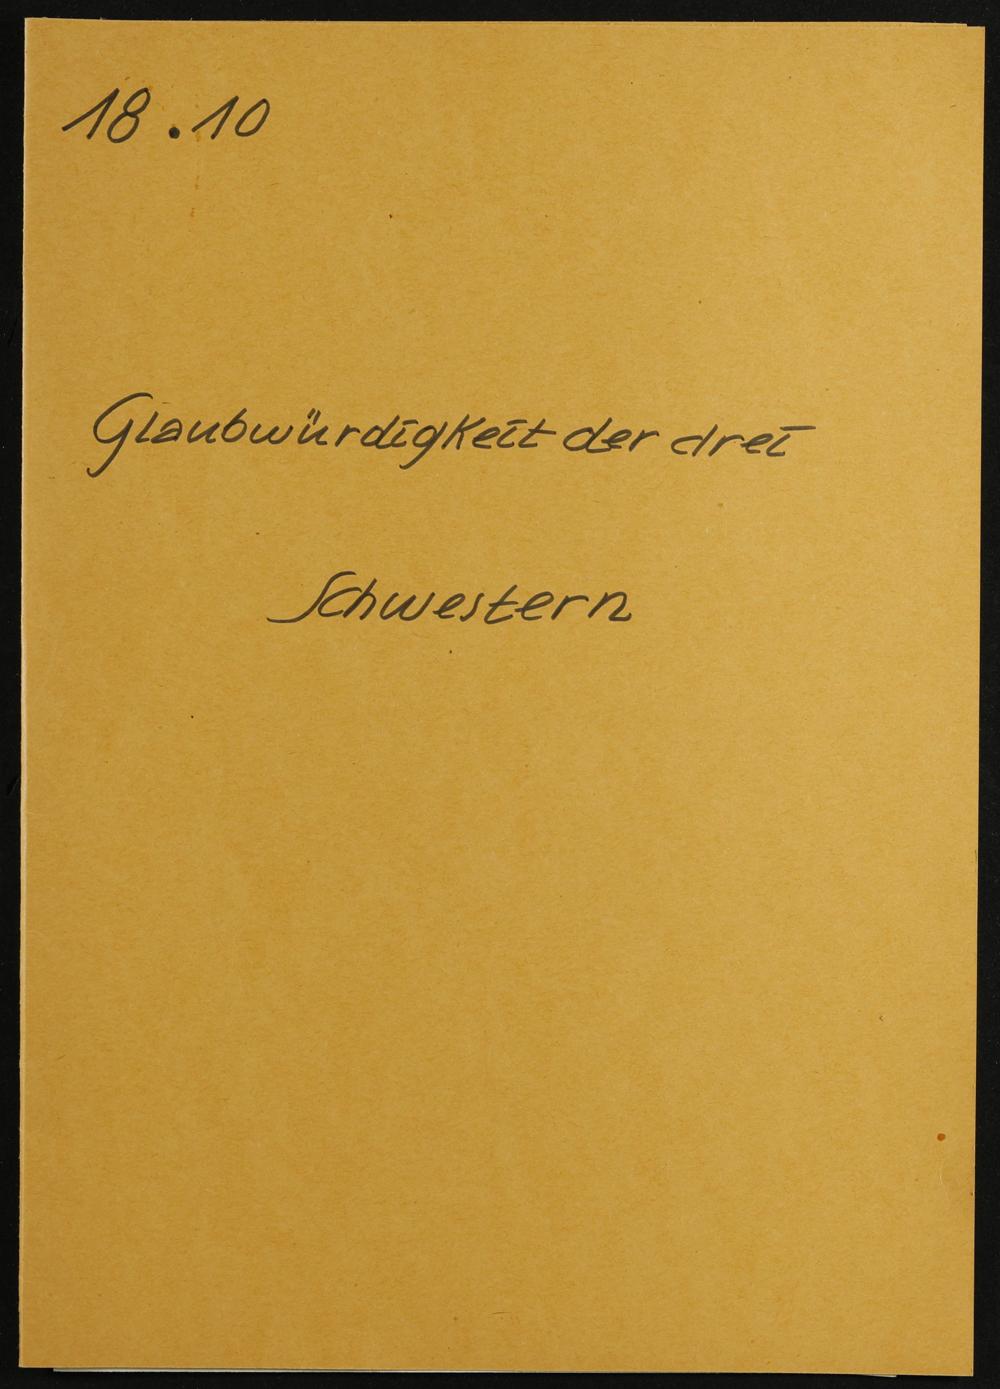 18.10
Glaubwürdigkeit der drei
Schwestern